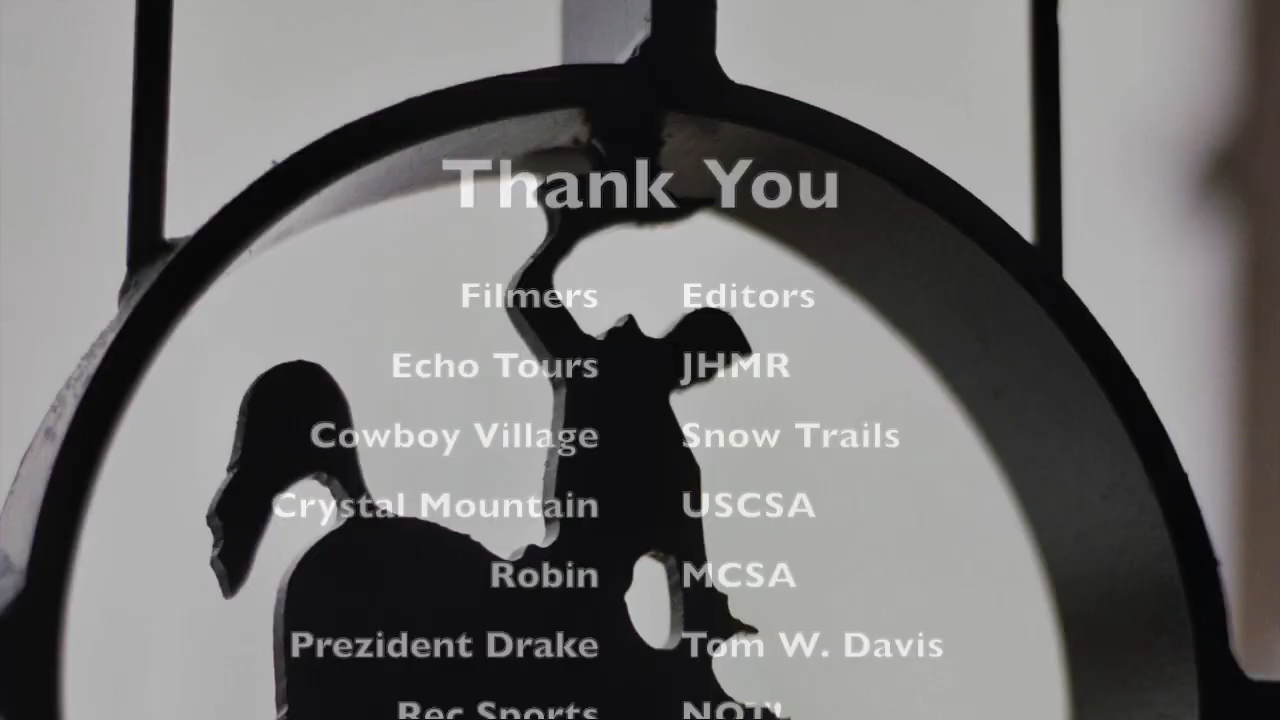 Thank You
Filmers Editors
Echo Tours JHMR
Cowboy Village Snow Trails
Crystal Mountain USCSA
Robin MCSA
Prezident Drake Tom W. Davis
Rec Sports NOT!